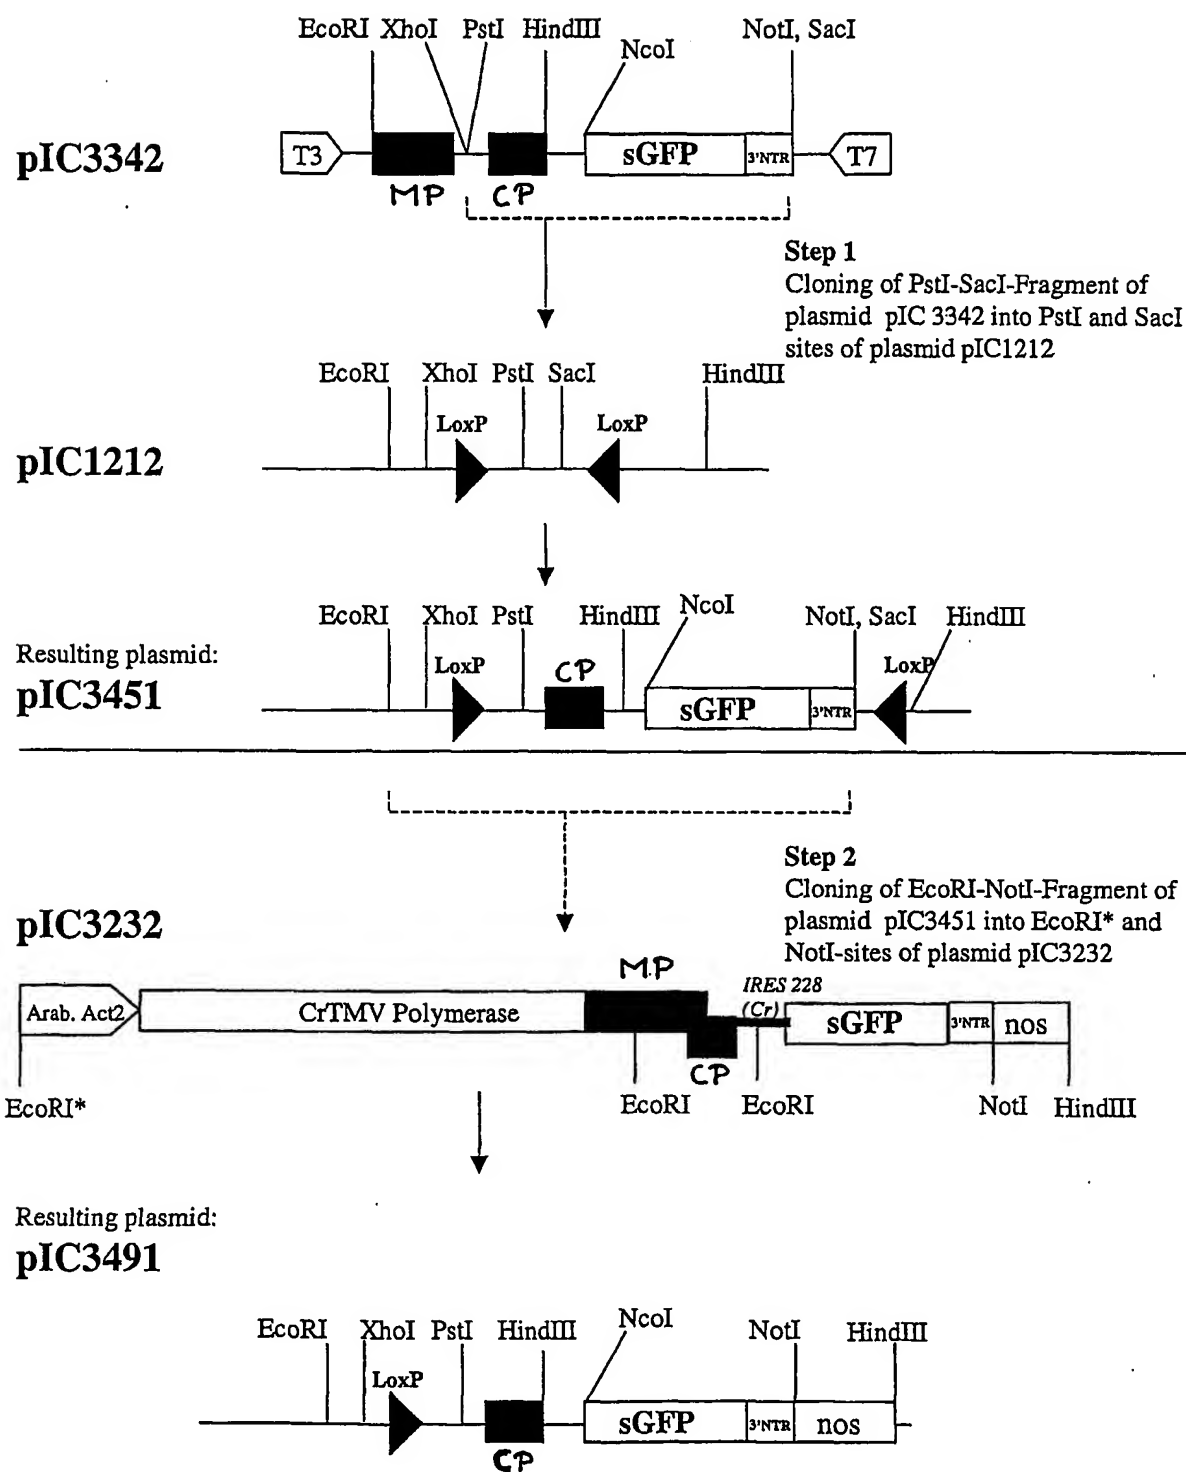 EcoRI XhoI PstI HindIII NotI, SacI
NcoI
pIC3342
T3 sGFP 3'NTR T7
MP CP
Step 1
Cloning of PstI-SacI-Fragment of
plasmid pIC 3342 into PstI and SacI
sites of plasmid pIC1212
EcoRI XhoI PstI SacI HindIII
LoxP LoxP
pIC1212
EcoRI XhoI PstI HindIII NcoI NotI, SacI HindIII
Resulting plasmid:
LoxP CP LoxP
pIC3451
sGFP 3'NTR
Step 2
Cloning of EcoRI-NotI-Fragment of
plasmid pIC3451 into EcoRI* and
NotI-sites of plasmid pIC3232
pIC3232
MP IRES 228
(Cr)
Arab. Act2 CrTMV Polymerase sGFP 3'NTR nos
CP
EcoRI* EcoRI EcoRI NotI HindIII
Resulting plasmid:
pIC3491
EcoRI XhoI PstI HindIII NcoI NotI HindIII
LoxP
sGFP 3'NTR nos
CP